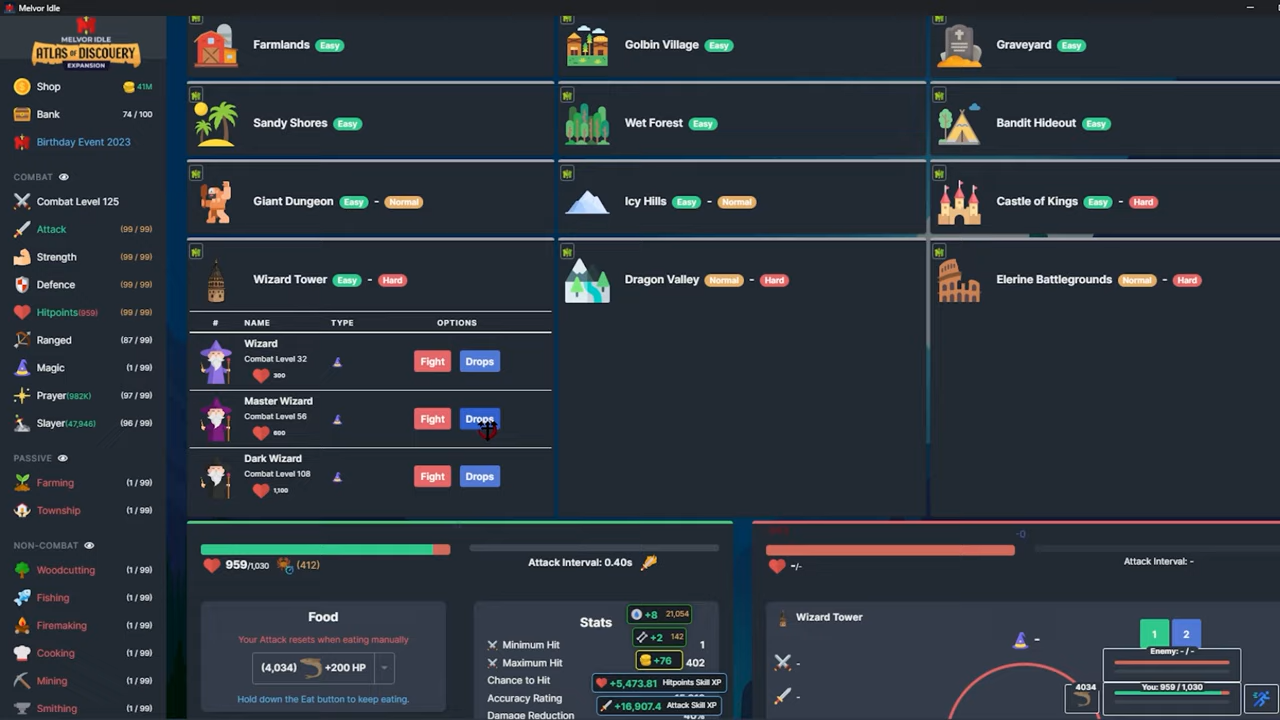 Melvor Idle
MELVOR IDLE
ATLAS OF DISCOVERY
EXPANSION
Shop 41M
Bank 74 / 100
Birthday Event 2023
COMBAT
Combat Level 125
Attack (99 / 99)
Strength (99 / 99)
Defence (99 / 99)
Hitpoints(959) (99 / 99)
Ranged (87 / 99)
Magic (1 / 99)
Prayer(982K) (97 / 99)
Slayer(47,946) (96 / 99)
PASSIVE
Farming (1 / 99)
Township (1 / 99)
NON-COMBAT
Woodcutting (1 / 99)
Fishing (1 / 99)
Firemaking (1 / 99)
Cooking (1 / 99)
Mining (1 / 99)
Smithing (1 / 99)
Farmlands Easy
Golbin Village Easy
Graveyard Easy
Sandy Shores Easy
Wet Forest Easy
Bandit Hideout Easy
Giant Dungeon Easy - Normal
Icy Hills Easy - Normal
Castle of Kings Easy - Hard
Wizard Tower Easy - Hard
Dragon Valley Normal - Hard
Elerine Battlegrounds Normal - Hard
# NAME TYPE OPTIONS
Wizard
Combat Level 32
300
Fight Drops
Master Wizard
Combat Level 56
600
Fight Drops
Dark Wizard
Combat Level 108
1,100
Fight Drops
959/1,030 (412)
Attack Interval: 0.40s
Food
Your Attack resets when eating manually
(4,034) +200 HP
Hold down the Eat button to keep eating.
Stats
Minimum Hit 1
Maximum Hit 402
Chance to Hit
Accuracy Rating
Damage Reduction
+8 21,054
+2 142
+76
+5,473.81 Hitpoints Skill XP
+16,907.4 Attack Skill XP
-0
-/-
Attack Interval: -
Wizard Tower
-
-
-
1 2
Enemy: - / -
You: 959 / 1,030
4034